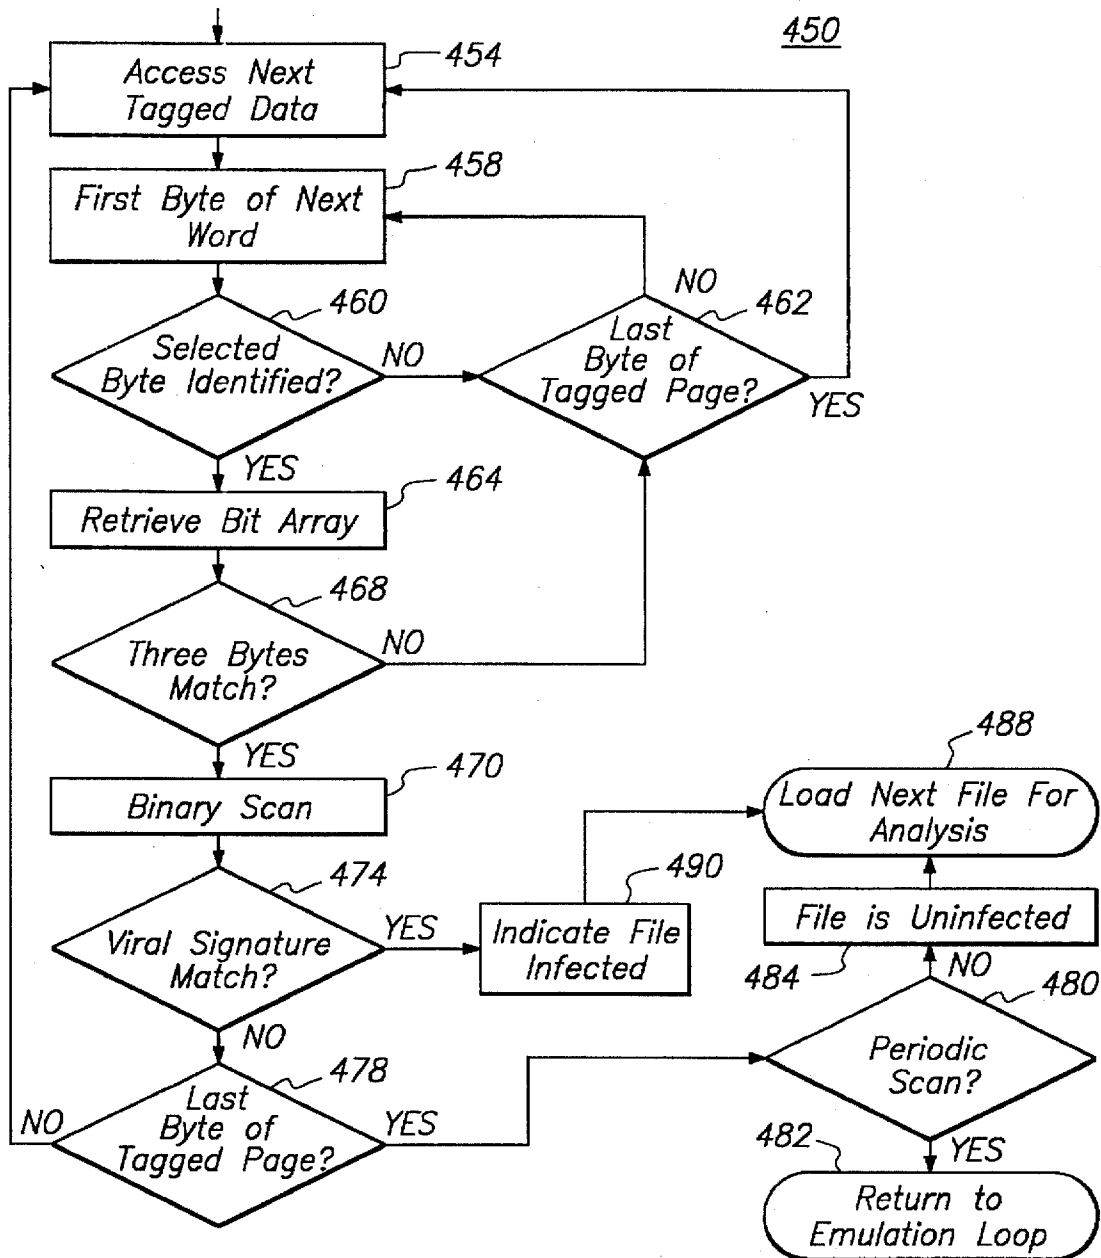 450
454
Access Next
Tagged Data
458
First Byte of Next
Word
460
Selected
Byte Identified?
NO
NO
462
Last
Byte of
Tagged Page?
YES
YES
464
Retrieve Bit Array
468
Three Bytes
Match?
NO
YES
470
Binary Scan
474
Viral Signature
Match?
YES
490
Indicate File
Infected
488
Load Next File For
Analysis
File is Uninfected
484
NO
480
Periodic
Scan?
NO
478
Last
Byte of
Tagged Page?
NO
YES
482
YES
Return to
Emulation Loop